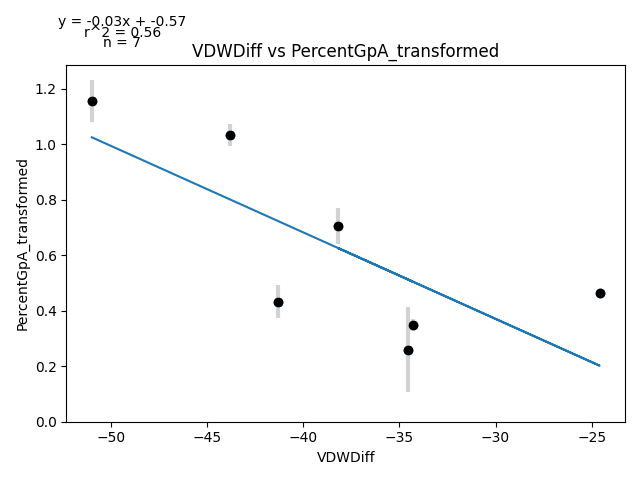 y = -0.03x + -0.57
r^2 = 0.56
n = 7
VDWDiff vs PercentGpA_transformed
PercentGpA_transformed
1.2
1.0
0.8
0.6
0.4
0.2
0.0
−50
−45
−40
−35
−30
−25
VDWDiff